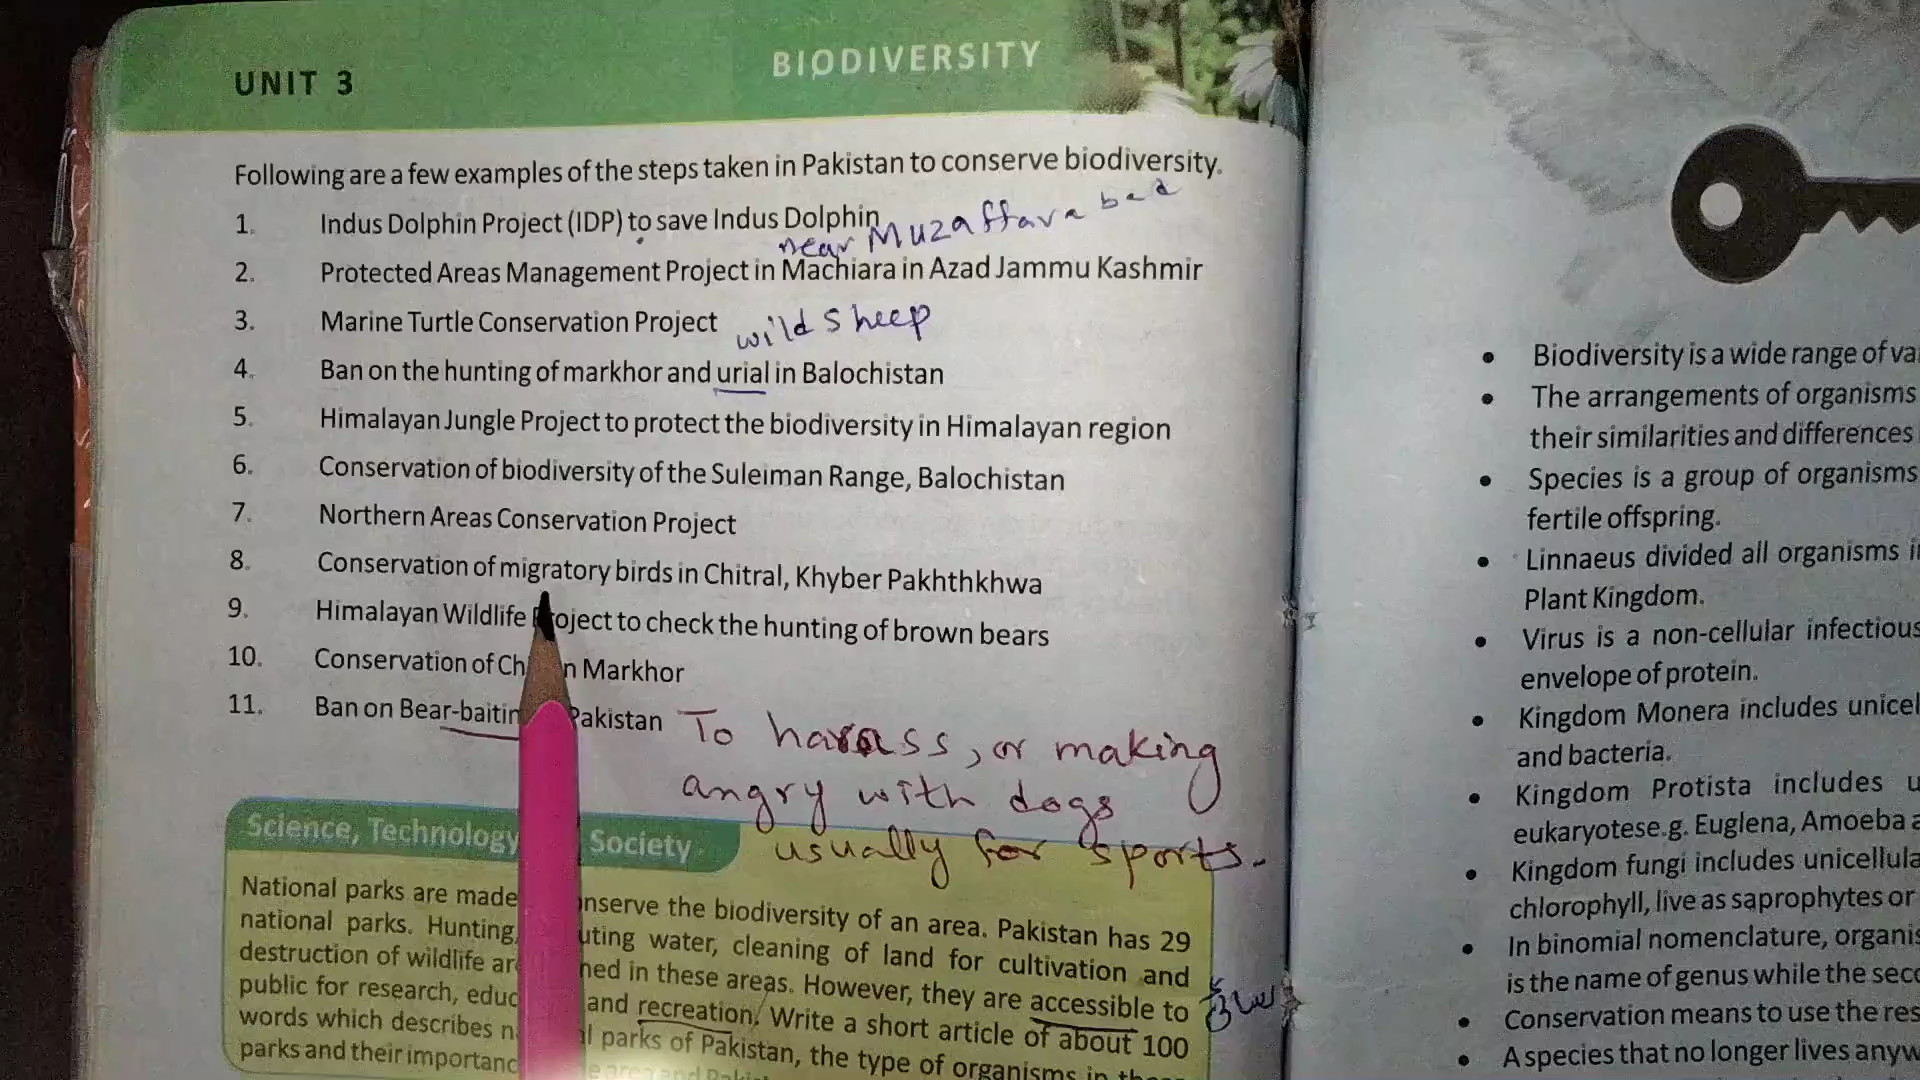 UNIT 3
BIODIVERSITY
Following are a few examples of the steps taken in Pakistan to conserve biodiversity.
1. Indus Dolphin Project (IDP) to save Indus Dolphin
near Muzaffarabad
2. Protected Areas Management Project in Machiara in Azad Jammu Kashmir
3. Marine Turtle Conservation Project
wild sheep
4. Ban on the hunting of markhor and urial in Balochistan
5. Himalayan Jungle Project to protect the biodiversity in Himalayan region
6. Conservation of biodiversity of the Suleiman Range, Balochistan
7. Northern Areas Conservation Project
8. Conservation of migratory birds in Chitral, Khyber Pakhthkhwa
9. Himalayan Wildlife oject to check the hunting of brown bears
10. Conservation of Ch n Markhor
11. Ban on Bear-baitin Pakistan
To harass, or making
angry with dogs
usually for sports.
Science, Technology Society
National parks are made nserve the biodiversity of an area. Pakistan has 29
national parks. Hunting, uting water, cleaning of land for cultivation and
destruction of wildlife ar ned in these areas. However, they are accessible to
public for research, educ and recreation. Write a short article of about 100
words which describes n l parks of Pakistan, the type of organisms in
parks and their importanc
Biodiversity is a wide range of va
The arrangements of organisms
their similarities and differences
Species is a group of organisms
fertile offspring.
Linnaeus divided all organisms i
Plant Kingdom.
Virus is a non-cellular infectious
envelope of protein.
Kingdom Monera includes unicel
and bacteria.
Kingdom Protista includes u
eukaryotese.g. Euglena, Amoeba a
Kingdom fungi includes unicellula
chlorophyll, live as saprophytes or
In binomial nomenclature, organis
is the name of genus while the seco
Conservation means to use the res
A species that no longer lives anyw